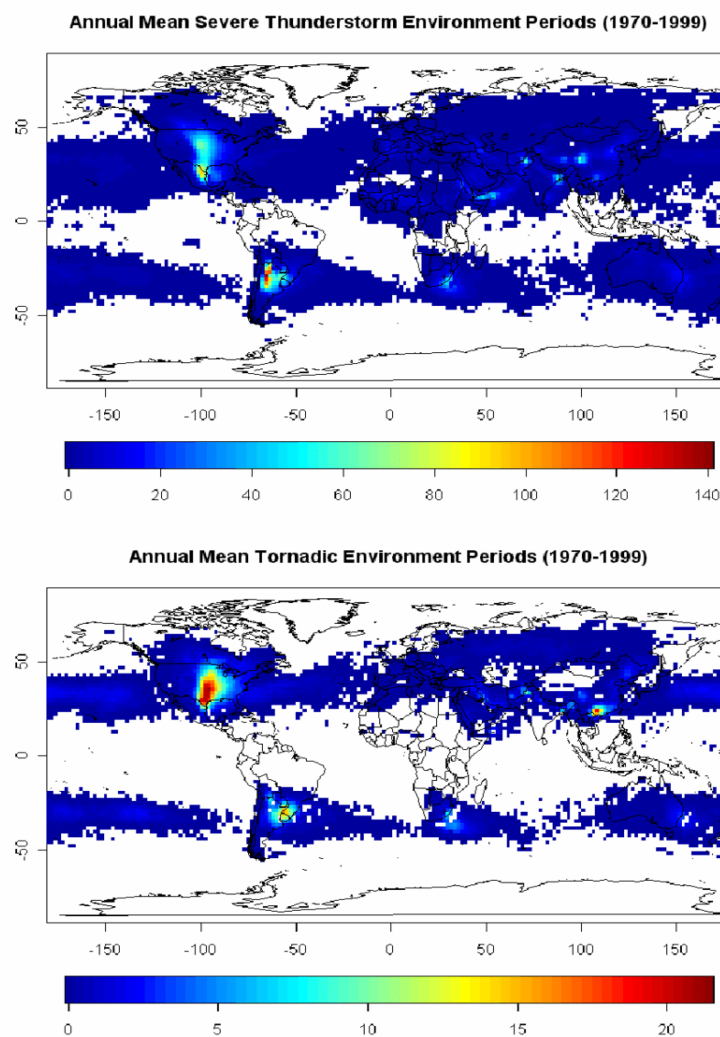 Annual Mean Severe Thunderstorm Environment Periods (1970-1999)
50
0
-50
-150 -100 -50 0 50 100 150
0 20 40 60 80 100 120 140
Annual Mean Tornadic Environment Periods (1970-1999)
50
0
-50
-150 -100 -50 0 50 100 150
0 5 10 15 20